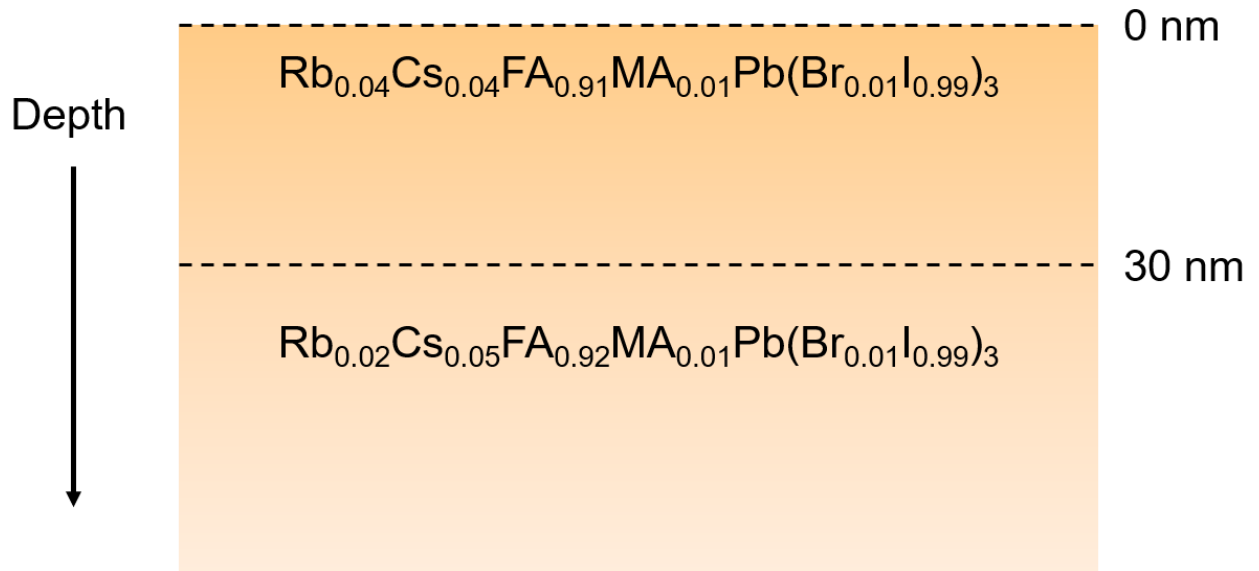 0 nm
Rb0.04Cs0.04FA0.91MA0.01Pb(Br0.01I0.99)3
Depth
30 nm
Rb0.02Cs0.05FA0.92MA0.01Pb(Br0.01I0.99)3